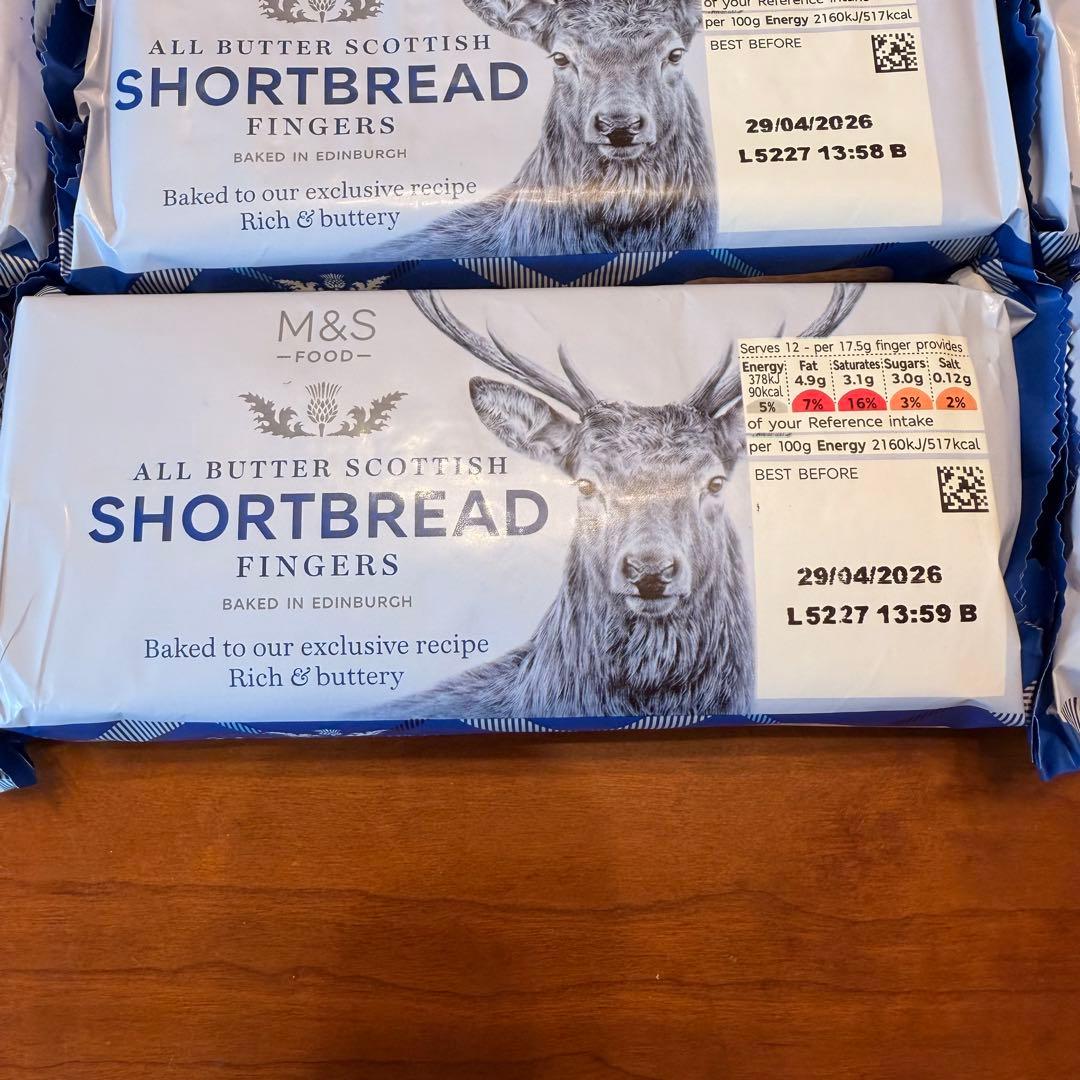 ALL BUTTER SCOTTISH
SHORTBREAD
FINGERS
BAKED IN EDINBURGH
Baked to our exclusive recipe
Rich & buttery
of your Reference intake
per 100g Energy 2160kJ/517kcal
BEST BEFORE
29/04/2026
L5227 13:58 B
M&S
FOOD
ALL BUTTER SCOTTISH
SHORTBREAD
FINGERS
BAKED IN EDINBURGH
Baked to our exclusive recipe
Rich & buttery
Serves 12 - per 17.5g finger provides
Energy Fat Saturates Sugars Salt
378kJ 4.9g 3.1g 3.0g 0.12g
90kcal
5% 7% 16% 3% 2%
of your Reference intake
per 100g Energy 2160kJ/517kcal
BEST BEFORE
29/04/2026
L5227 13:59 B